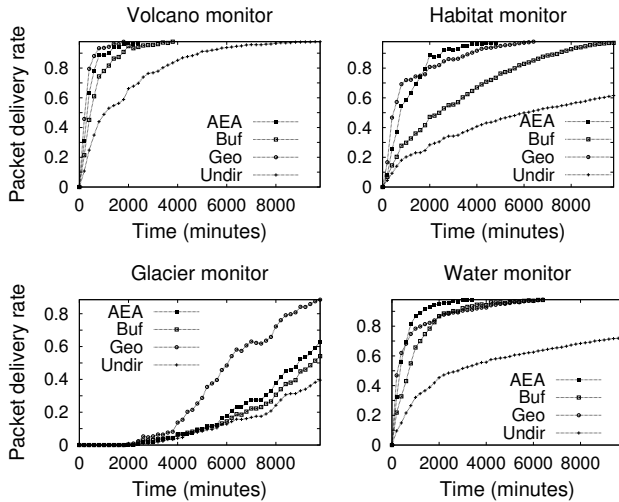 Volcano monitor
Packet delivery rate
0.8
0.6
0.4
0.2
0
AEA
Buf
Geo
Undir
0 2000 4000 6000 8000
Time (minutes)
Habitat monitor
0.8
0.6
0.4
0.2
0
AEA
Buf
Geo
Undir
0 2000 4000 6000 8000
Time (minutes)
Glacier monitor
Packet delivery rate
0.8
0.6
0.4
0.2
0
AEA
Buf
Geo
Undir
0 2000 4000 6000 8000
Time (minutes)
Water monitor
0.8
0.6
0.4
0.2
0
AEA
Buf
Geo
Undir
0 2000 4000 6000 8000
Time (minutes)